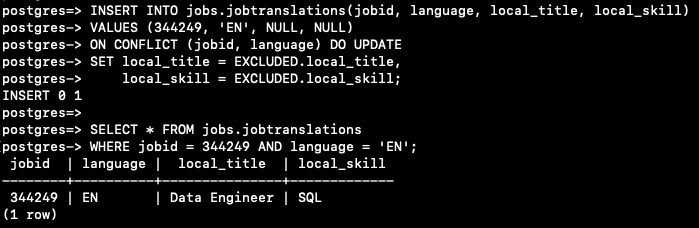 postgres=> INSERT INTO jobs.jobtranslations(jobid, language, local_title, local_skill)
postgres-> VALUES (344249, 'EN', NULL, NULL)
postgres-> ON CONFLICT (jobid, language) DO UPDATE
postgres-> SET local_title = EXCLUDED.local_title,
postgres->     local_skill = EXCLUDED.local_skill;
INSERT 0 1
postgres=>
postgres=> SELECT * FROM jobs.jobtranslations
postgres-> WHERE jobid = 344249 AND language = 'EN';
 jobid  | language |  local_title  | local_skill
--------+----------+---------------+-------------
 344249 | EN       | Data Engineer | SQL
(1 row)